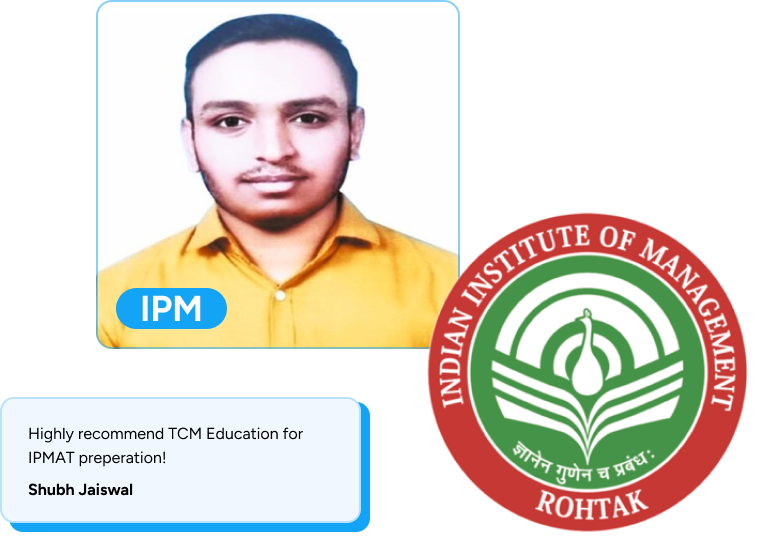 IPM
INDIAN INSTITUTE OF MANAGEMENT
ज्ञानेन गुणेन च प्रबंध:
ROHTAK
Highly recommend TCM Education for
IPMAT preperation!
Shubh Jaiswal